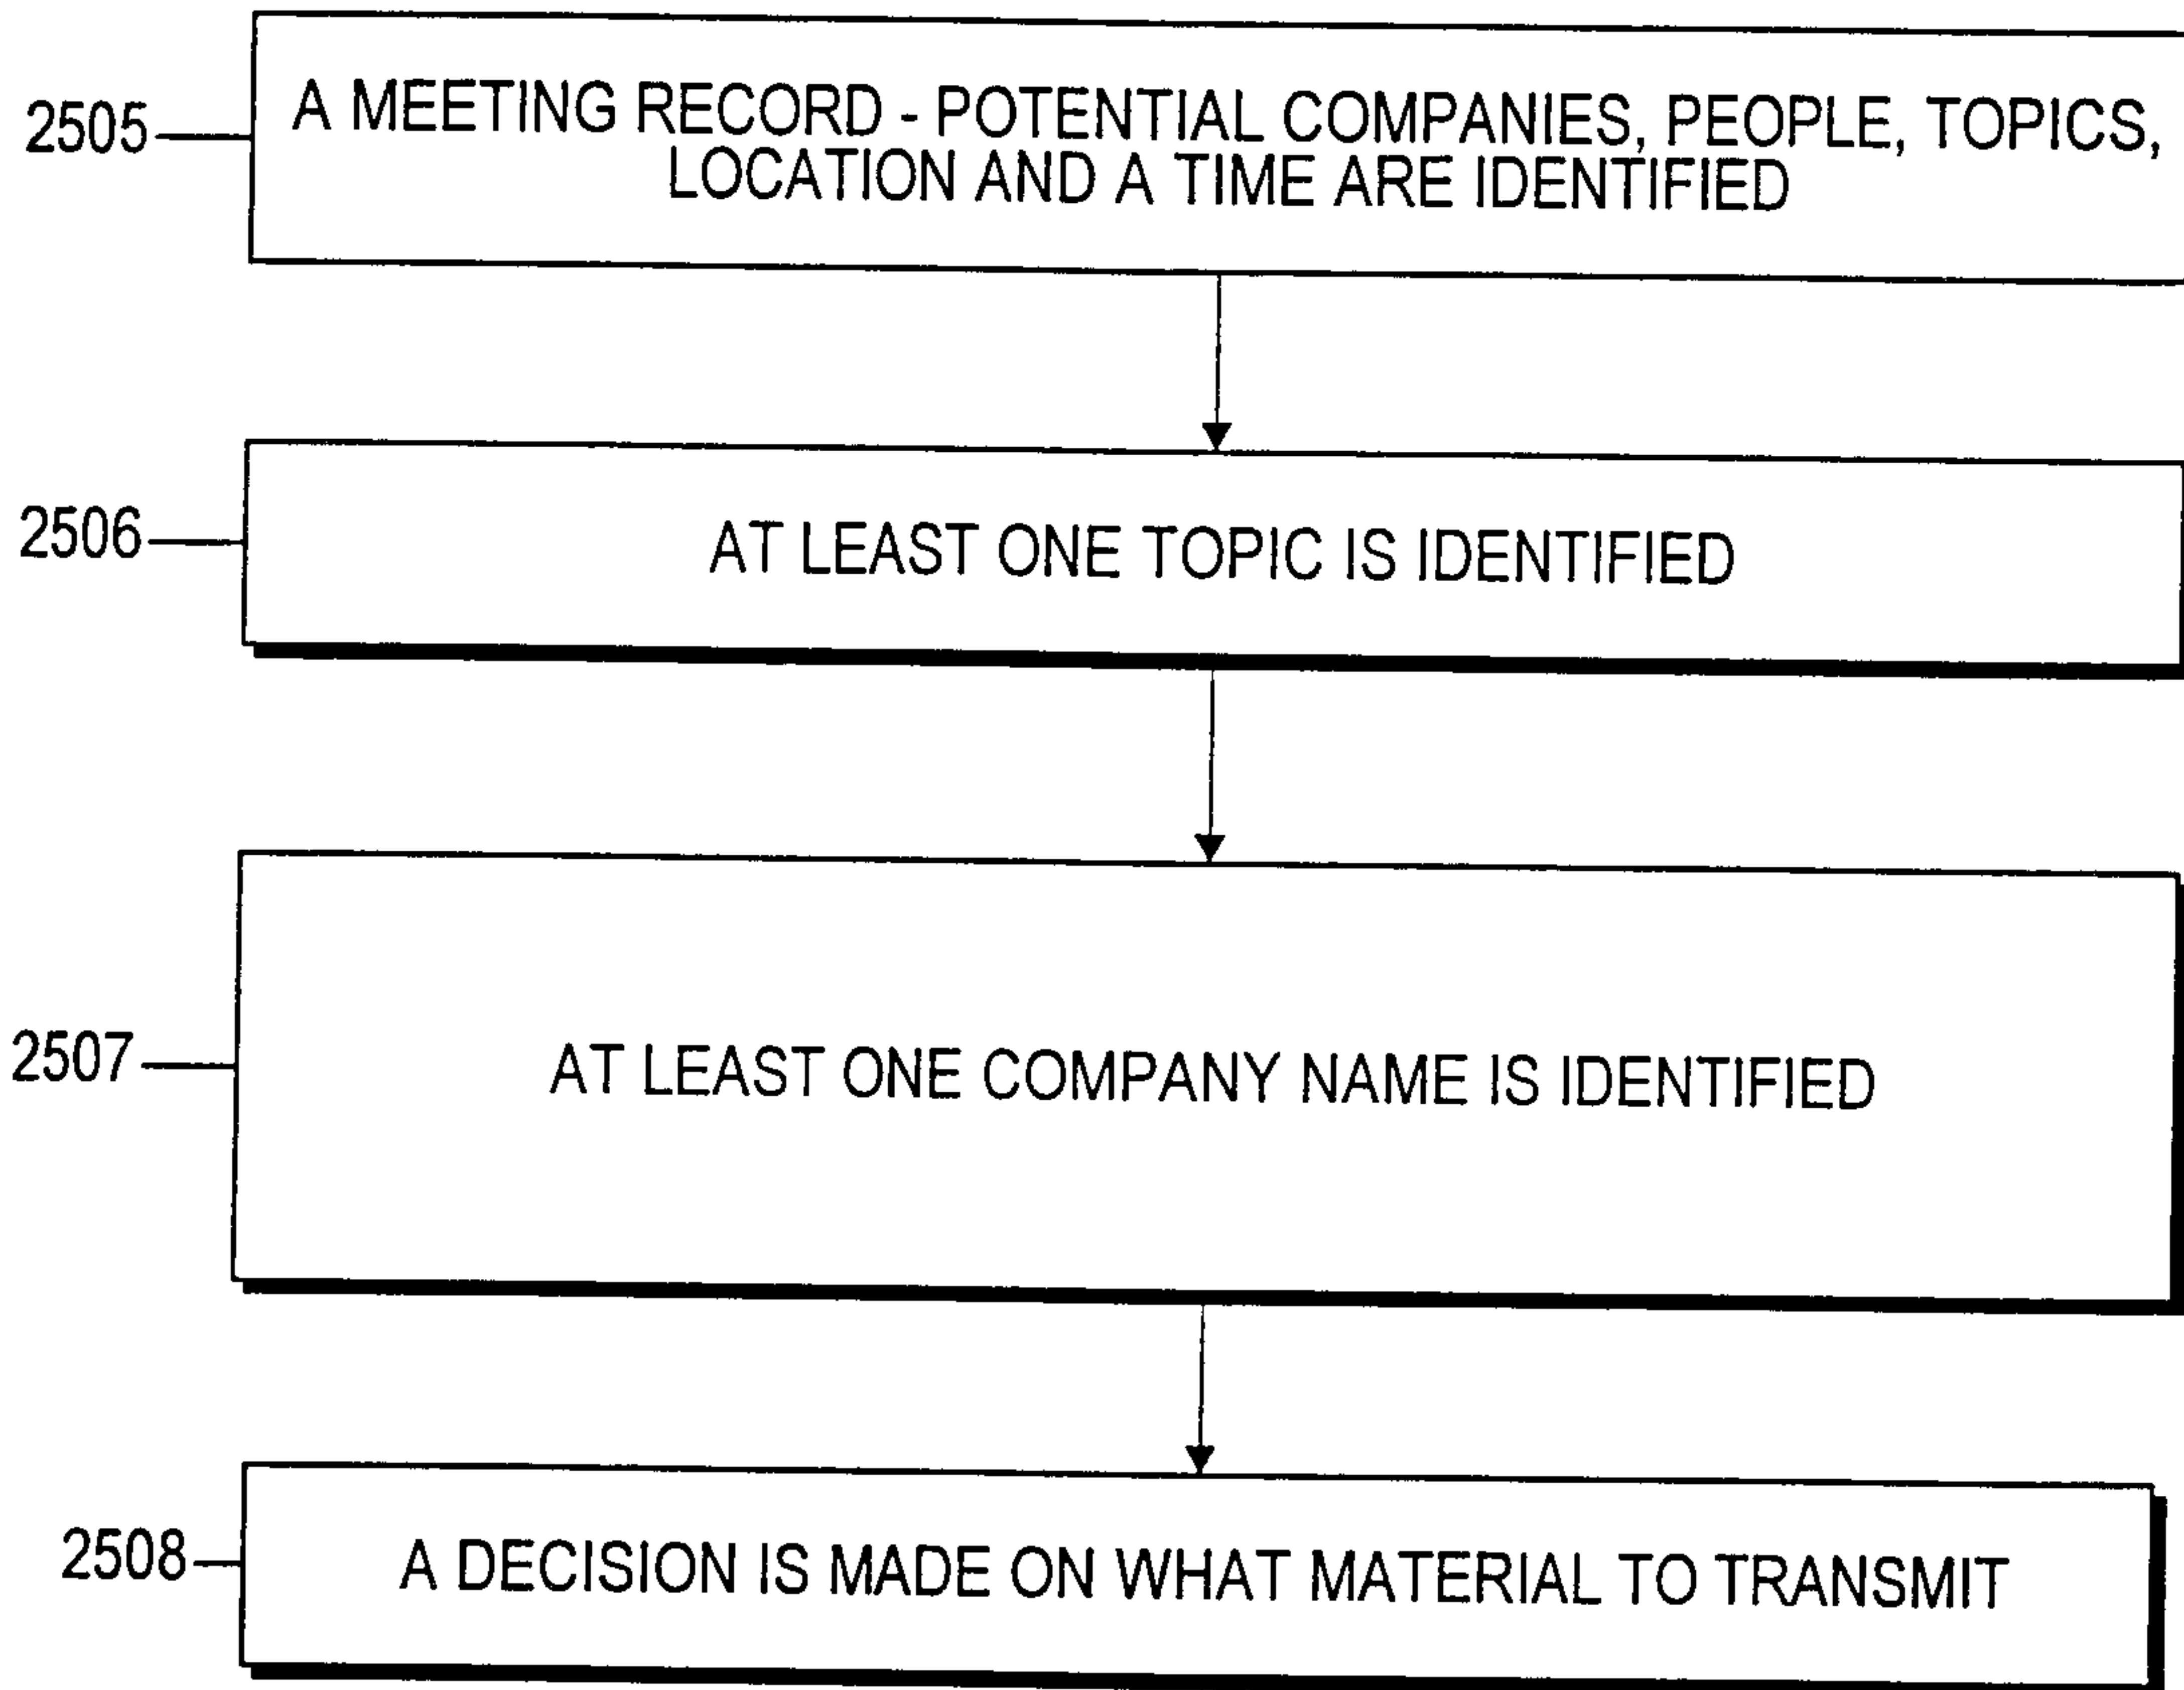 2505
A MEETING RECORD - POTENTIAL COMPANIES, PEOPLE, TOPICS,
LOCATION AND A TIME ARE IDENTIFIED
2506
AT LEAST ONE TOPIC IS IDENTIFIED
2507
AT LEAST ONE COMPANY NAME IS IDENTIFIED
2508
A DECISION IS MADE ON WHAT MATERIAL TO TRANSMIT